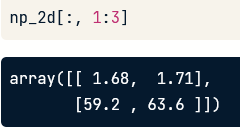 np_2d[:, 1:3]
array([[ 1.68,  1.71],
       [59.2 , 63.6 ]])